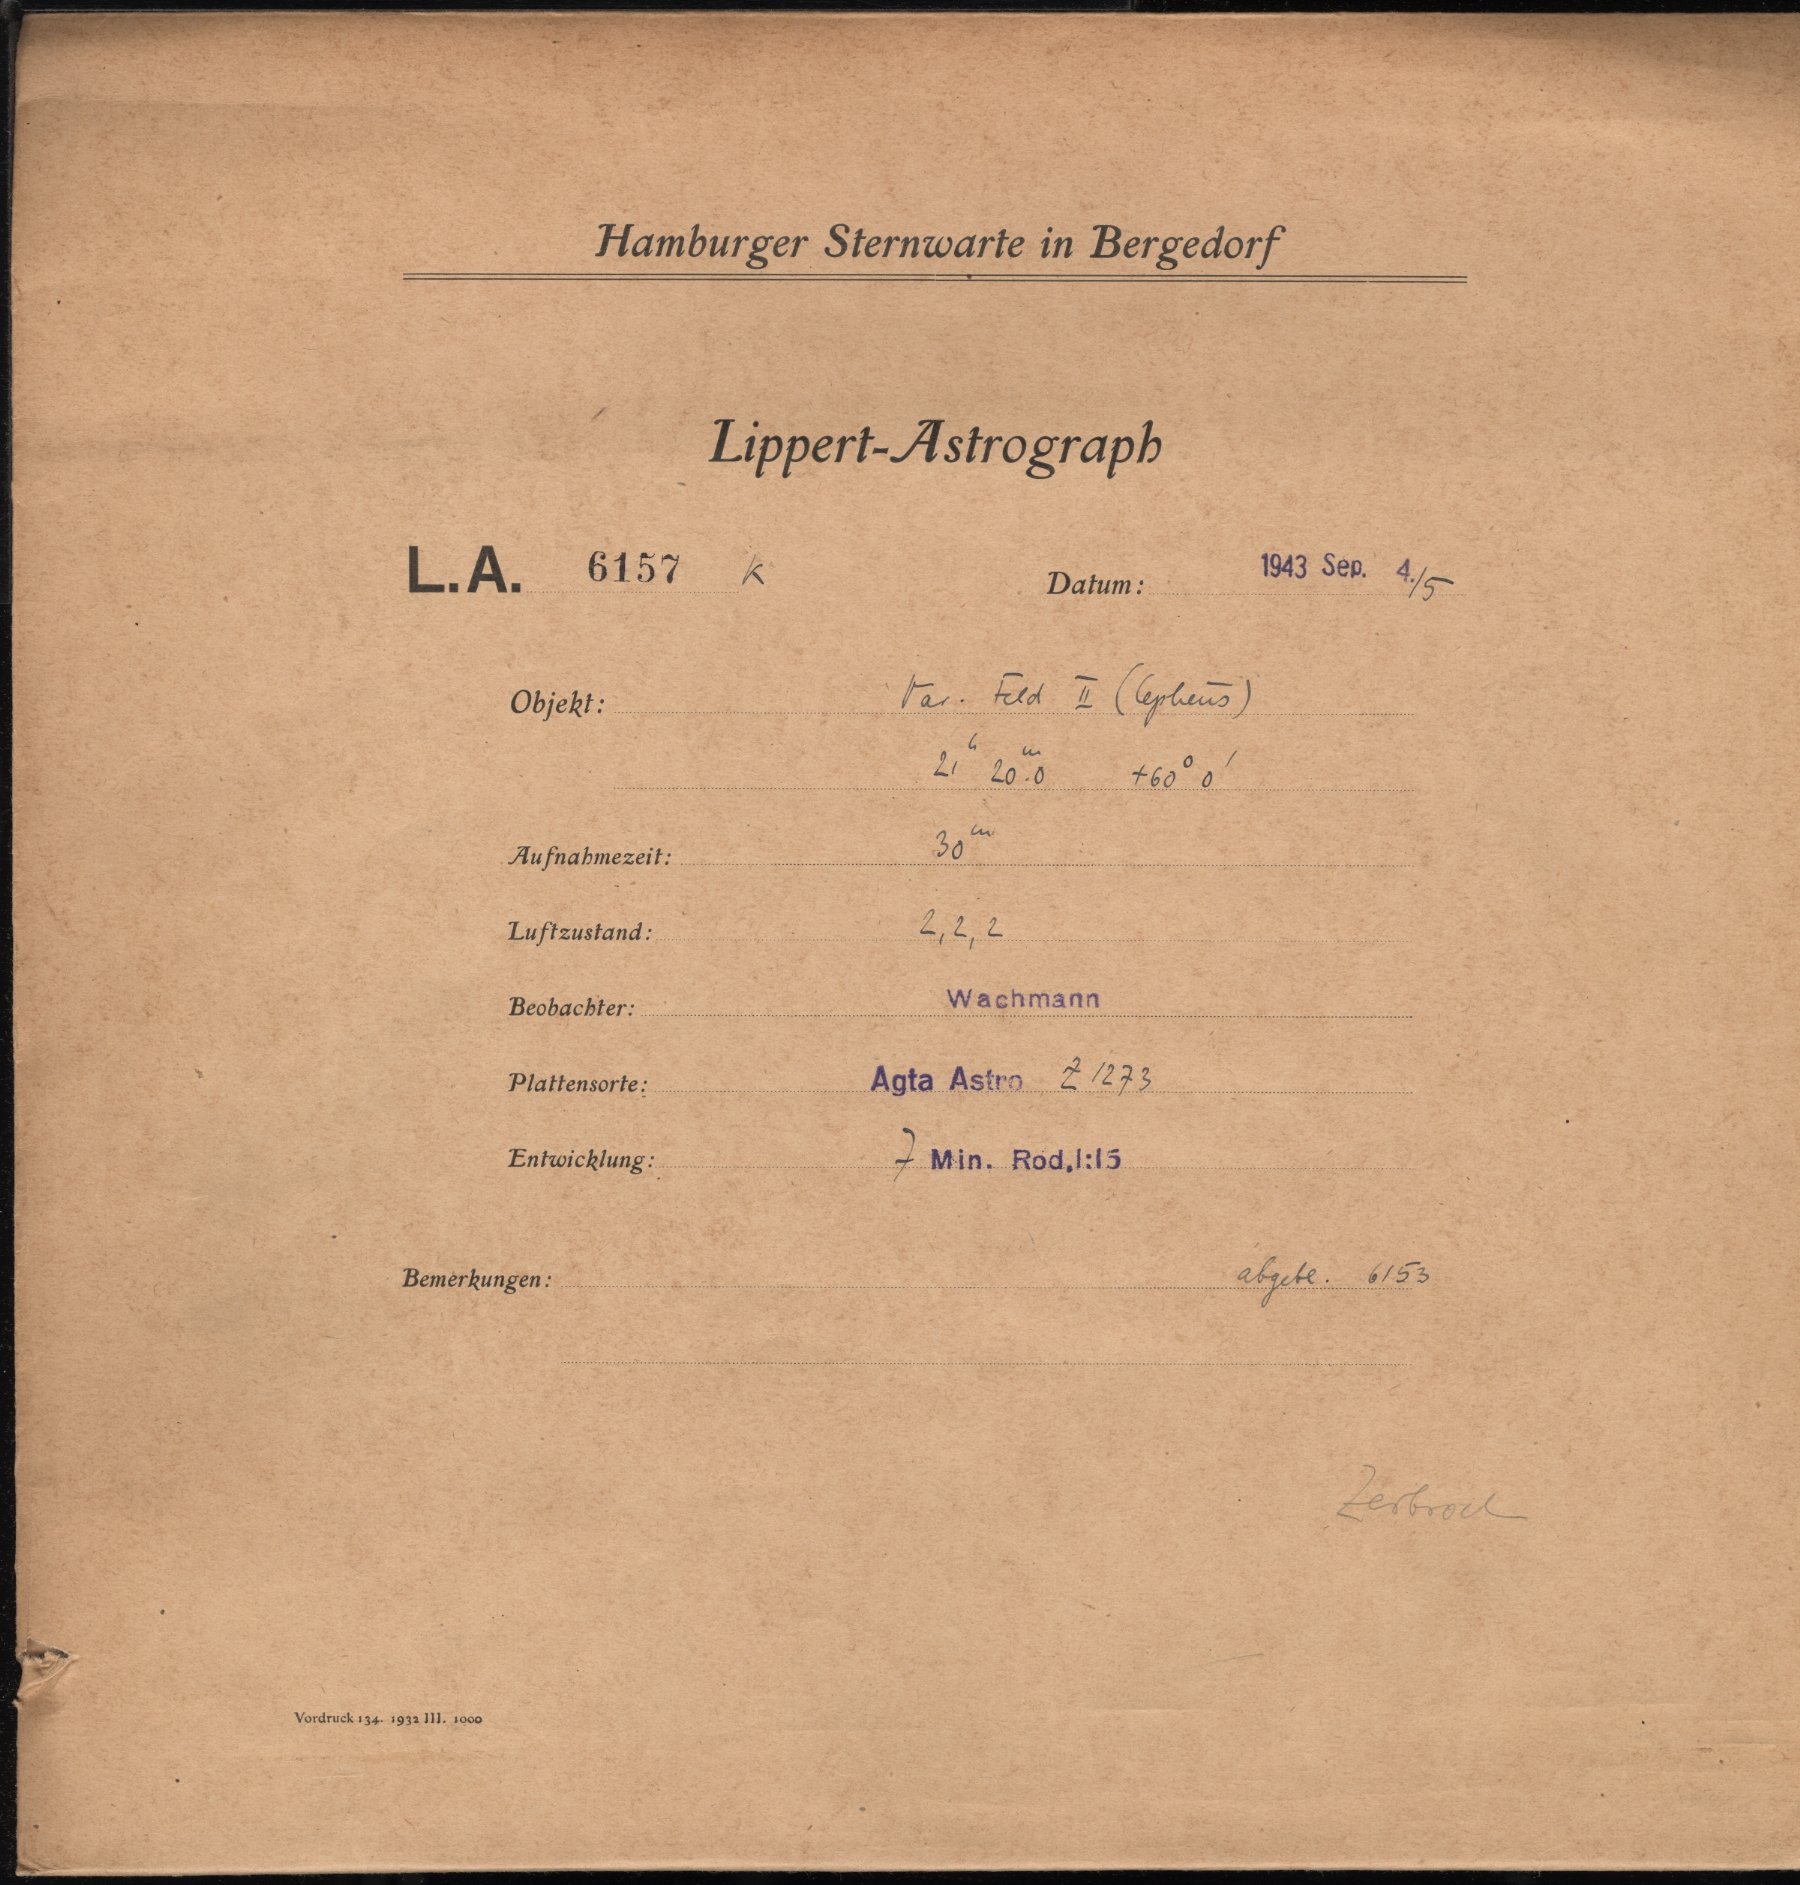 Hamburger Sternwarte in Bergedorf
Lippert-Astrograph
L.A. 6157 K Datum: 1943 Sep. 4./5
Objekt: Var. Feld II (Cepheus)
21h 20m.0 +60° 0'
Aufnahmezeit: 30m
Luftzustand: 2, 2, 2
Beobachter: Wachmann
Plattensorte: Agfa Astro Z 1273
Entwicklung: 7 Min. Rod.1:15
Bemerkungen: 6153
Vordruck 134. 1932 III. 1000